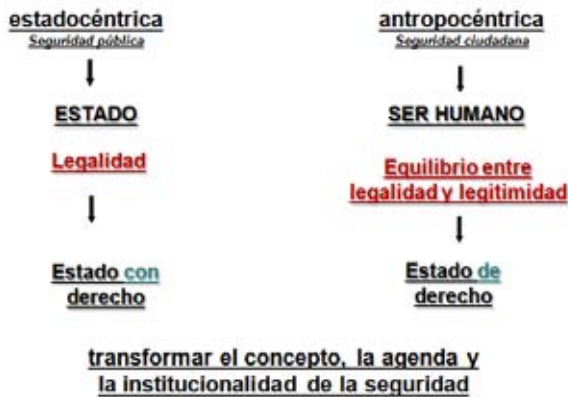 estadocéntrica
Seguridad pública
ESTADO
Legalidad
Estado con
derecho
antropocéntrica
Seguridad ciudadana
SER HUMANO
Equilibrio entre
legalidad y legitimidad
Estado de
derecho
transformar el concepto, la agenda y
la institucionalidad de la seguridad